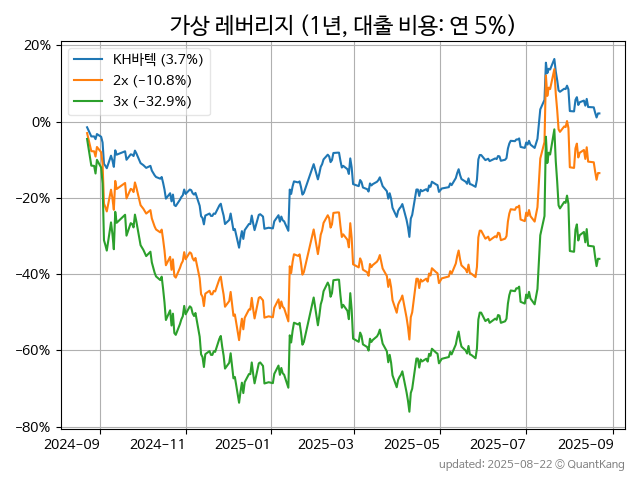 가상 레버리지 (1년, 대출 비용: 연 5%)
KH바텍 (3.7%)
2x (−10.8%)
3x (−32.9%)
20%
0%
−20%
−40%
−60%
−80%
2024-09 2024-11 2025-01 2025-03 2025-05 2025-07 2025-09
updated: 2025-08-22 © QuantKang